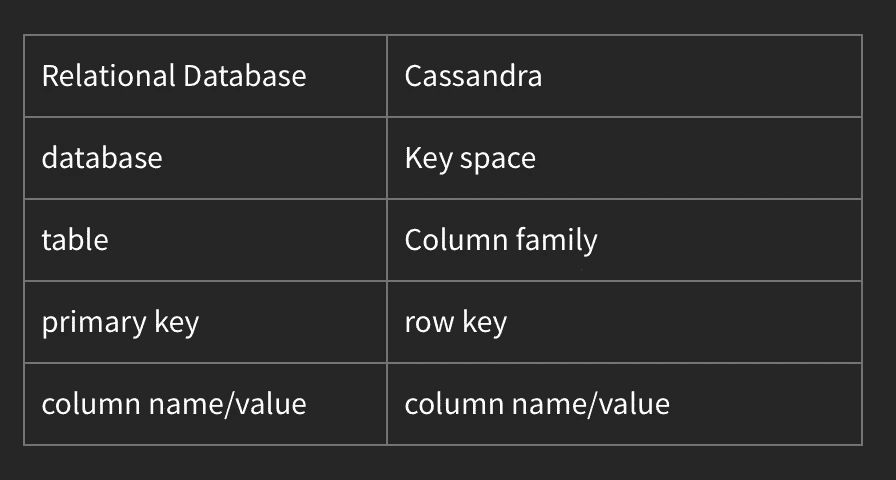 Relational Database Cassandra
database Key space
table Column family
primary key row key
column name/value column name/value